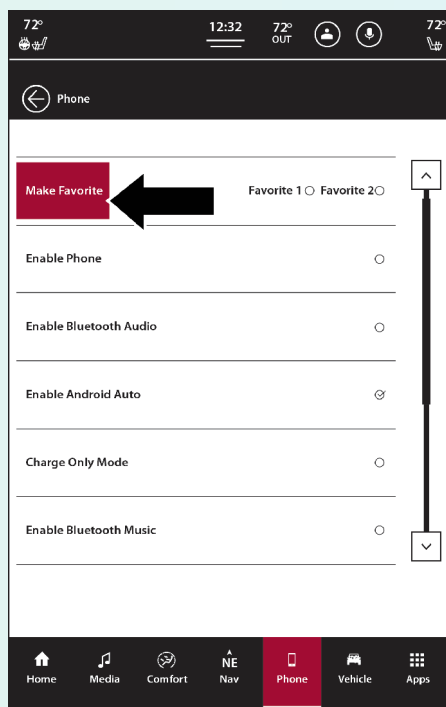 72° 12:32 72° OUT 72°
Phone
Make Favorite Favorite 1 Favorite 2
Enable Phone
Enable Bluetooth Audio
Enable Android Auto
Charge Only Mode
Enable Bluetooth Music
NE
Home Media Comfort Nav Phone Vehicle Apps